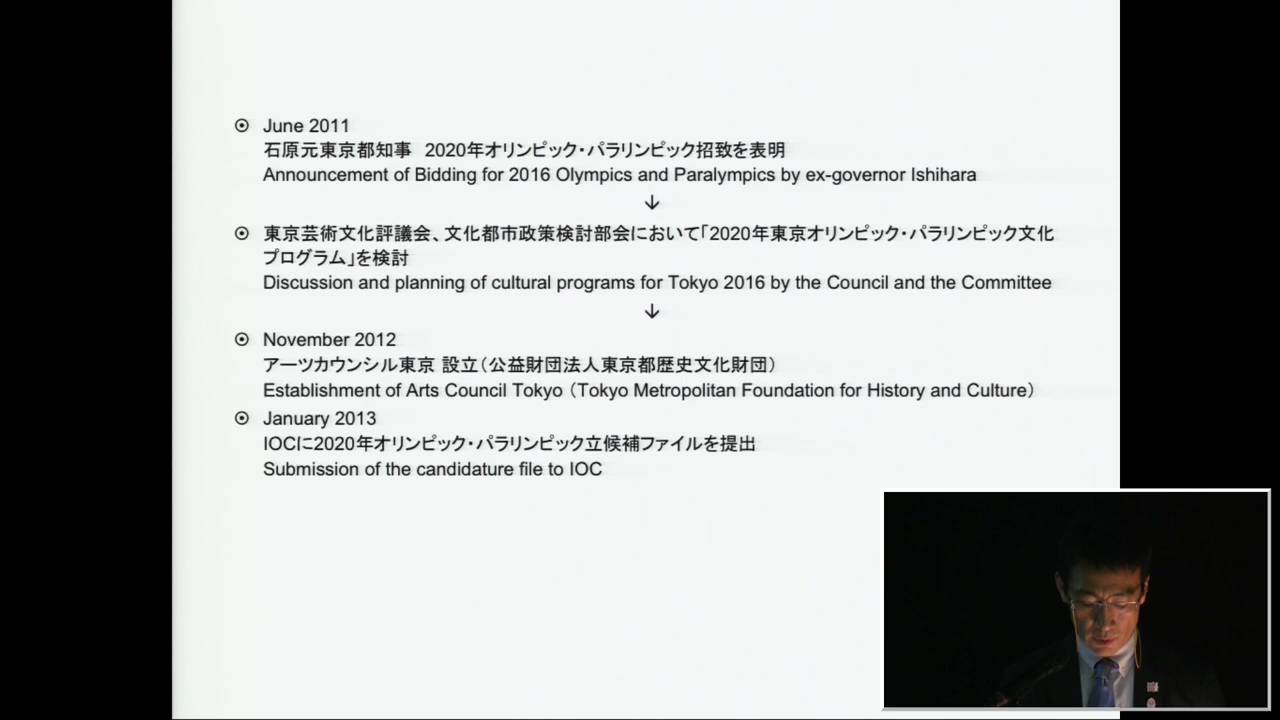 June 2011
石原元東京都知事 2020年オリンピック・パラリンピック招致を表明
Announcement of Bidding for 2016 Olympics and Paralympics by ex-governor Ishihara
↓
東京芸術文化評議会、文化都市政策検討部会において「2020年東京オリンピック・パラリンピック文化
プログラム」を検討
Discussion and planning of cultural programs for Tokyo 2016 by the Council and the Committee
↓
November 2012
アーツカウンシル東京 設立（公益財団法人東京都歴史文化財団）
Establishment of Arts Council Tokyo（Tokyo Metropolitan Foundation for History and Culture）
January 2013
IOCに2020年オリンピック・パラリンピック立候補ファイルを提出
Submission of the candidature file to IOC